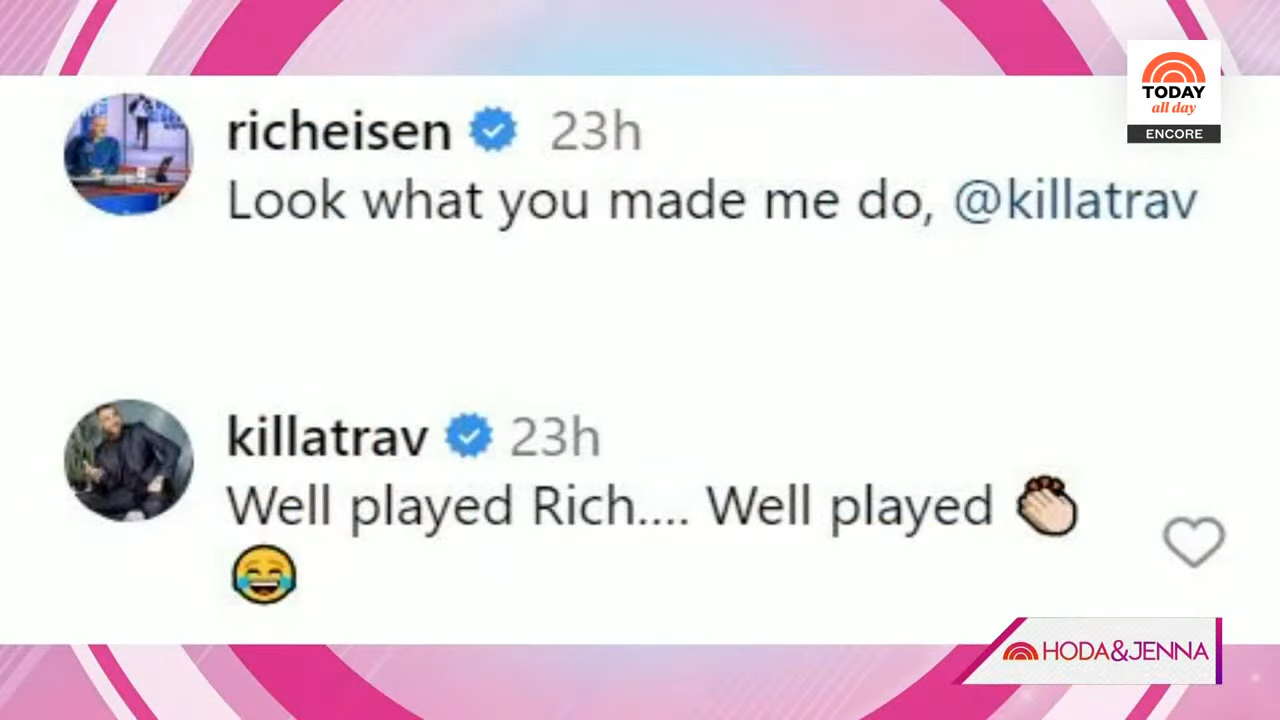 TODAY
all day
ENCORE
richeisen 23h
Look what you made me do, @killatrav
killatrav 23h
Well played Rich.... Well played 👏🏻
😂
HODA&JENNA